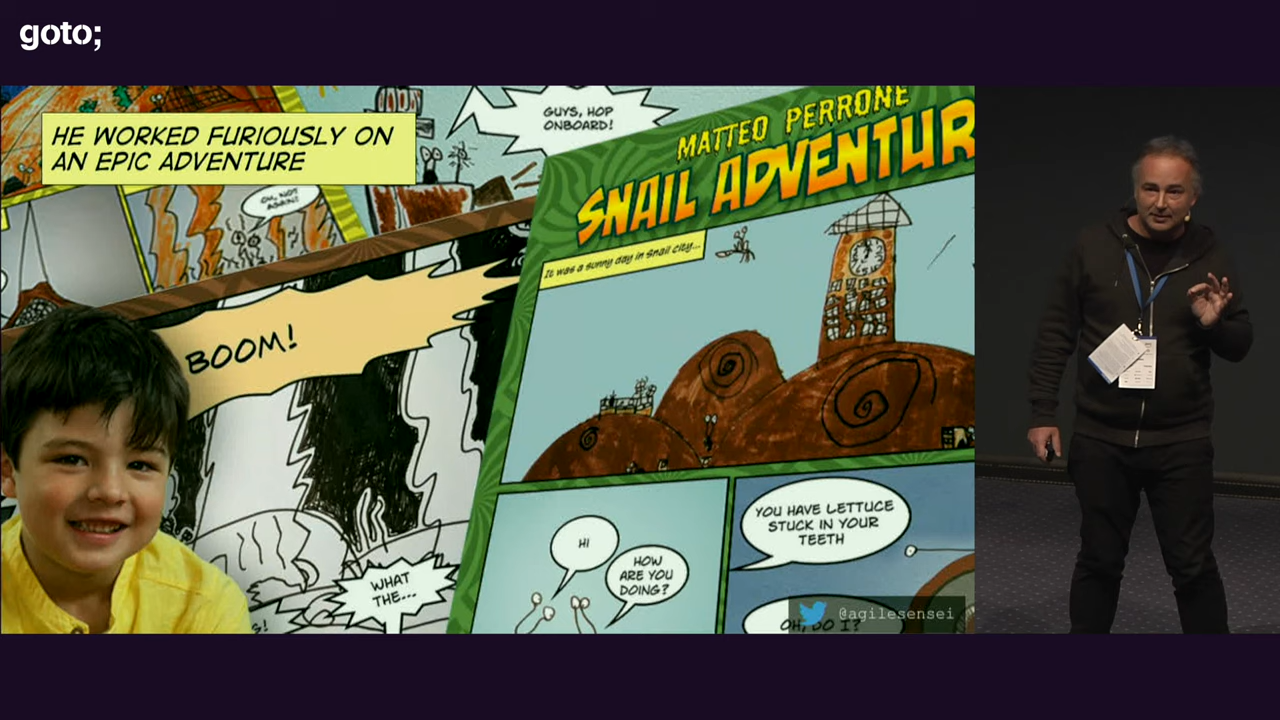 goto;
HE WORKED FURIOUSLY ON
AN EPIC ADVENTURE
OH, NOT
AGAIN!
GUYS, HOP
ONBOARD!
MATTEO PERRONE
SNAIL ADVENTUR
It was a sunny day in Snail City...
BOOM!
WHAT
THE...
HI
HOW
ARE YOU
DOING?
YOU HAVE LETTUCE
STUCK IN YOUR
TEETH
OH, DO I?
@agilesensei